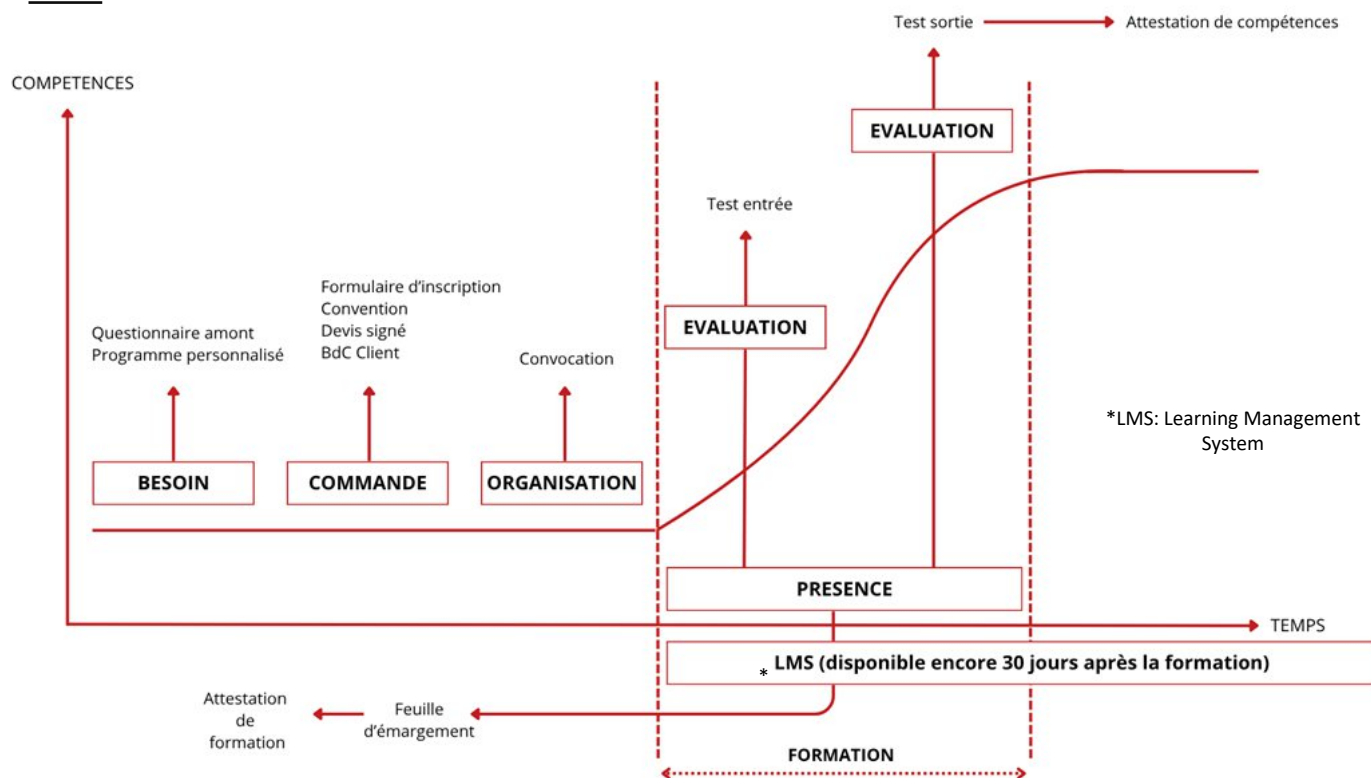 Test sortie
Attestation de compétences
COMPETENCES
EVALUATION
Test entrée
Formulaire d'inscription
Convention
Devis signé
BdC Client
Questionnaire amont
Programme personnalisé
Convocation
EVALUATION
*LMS: Learning Management
System
BESOIN
COMMANDE
ORGANISATION
PRESENCE
TEMPS
* LMS (disponible encore 30 jours après la formation)
Attestation
de
formation
Feuille
d'émargement
FORMATION